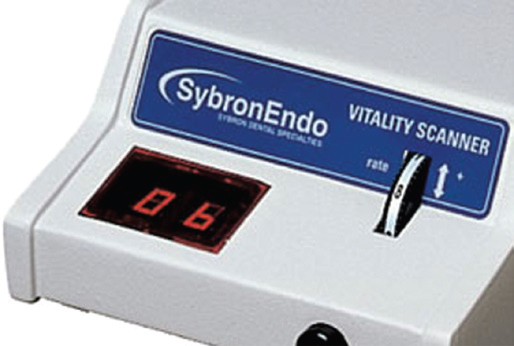 SybronEndo
SYBRON DENTAL SPECIALTIES
VITALITY SCANNER
rate
+
06